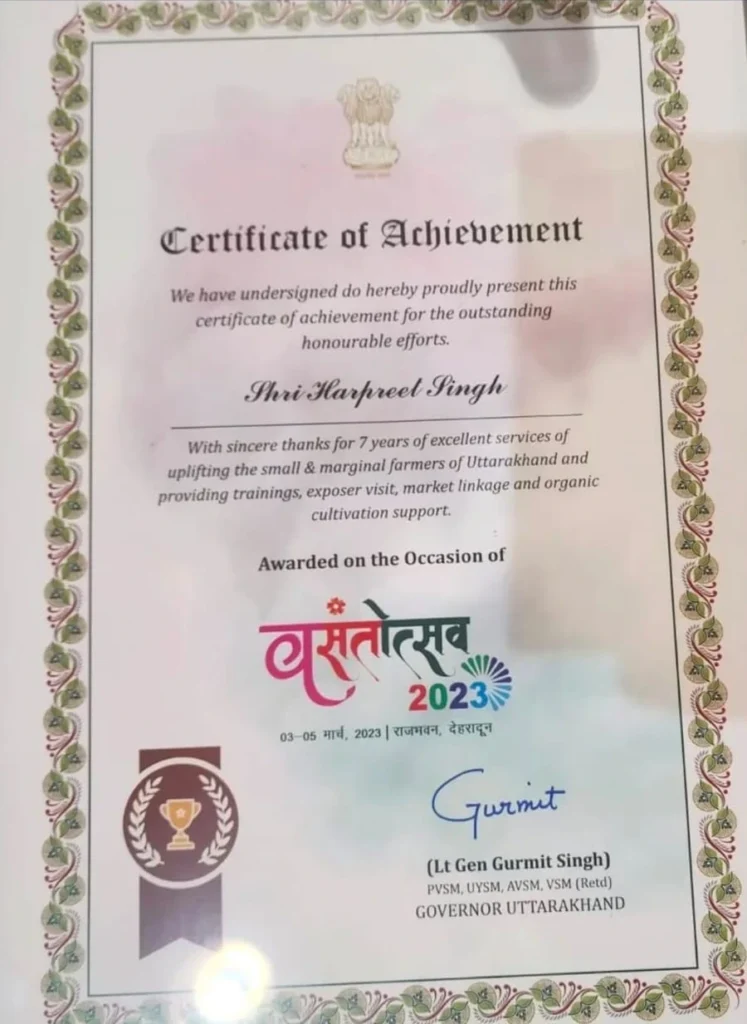 Certificate of Achievement
We have undersigned do hereby proudly present this
certificate of achievement for the outstanding
honourable efforts.
Shri Harpreet Singh
With sincere thanks for 7 years of excellent services of
uplifting the small & marginal farmers of Uttarakhand and
providing trainings, exposer visit, market linkage and organic
cultivation support.
Awarded on the Occasion of
वसंतोत्सव
2023
03-05 मार्च, 2023 | राजभवन, देहरादून
Gurmit
(Lt Gen Gurmit Singh)
PVSM, UYSM, AVSM, VSM (Retd)
GOVERNOR UTTARAKHAND